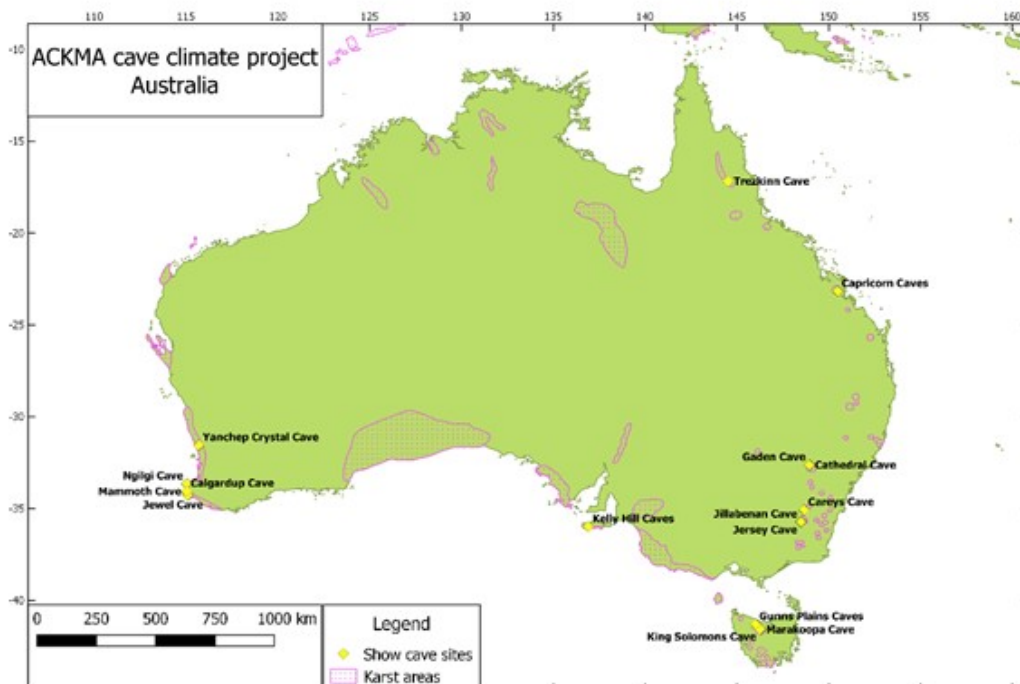 110 115 120 125 130 135 140 145 150 155 160
ACKMA cave climate project
Australia
-10
-15
-20
-25
-30
-35
-40
Trezkinn Cave
Capricorn Caves
Yanchep Crystal Cave
Ngilgi Cave
Calgardup Cave
Mammoth Cave
Jewel Cave
Gaden Cave
Cathedral Cave
Careys Cave
Jillabenan Cave
Jersey Cave
Kelly Hill Caves
Gunns Plains Caves
Marakoopa Cave
King Solomons Cave
0 250 500 750 1000 km
Legend
Show cave sites
Karst areas